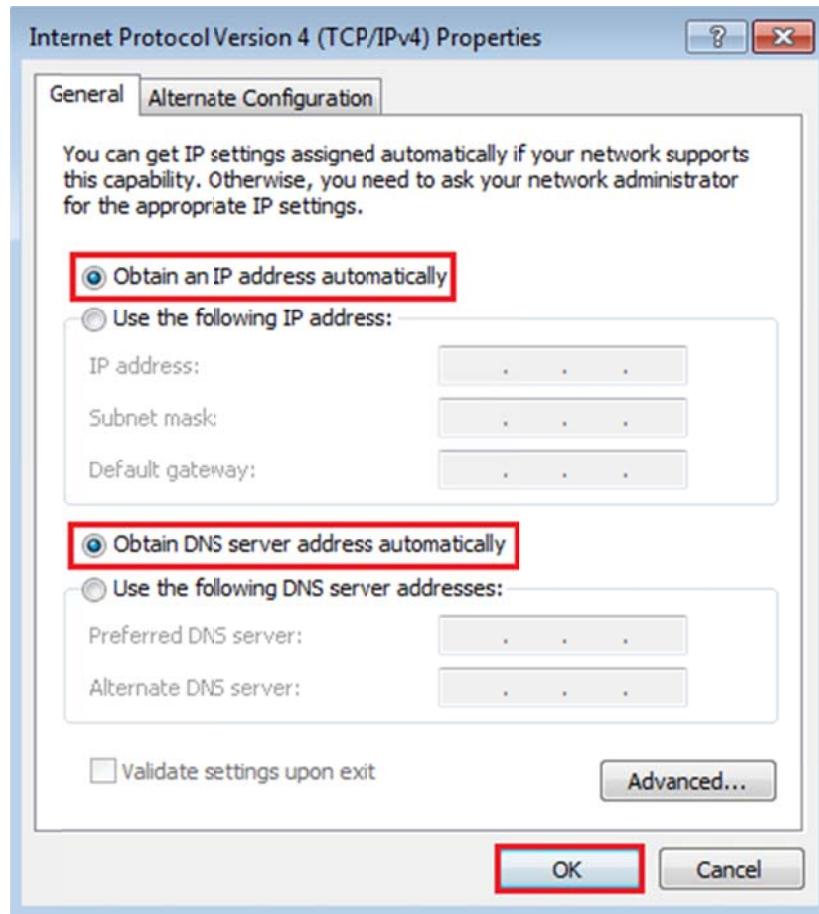 Internet Protocol Version 4 (TCP/IPv4) Properties
General
Alternate Configuration
You can get IP settings assigned automatically if your network supports
this capability. Otherwise, you need to ask your network administrator
for the appropriate IP settings.
Obtain an IP address automatically
Use the following IP address:
IP address:
Subnet mask:
Default gateway:
Obtain DNS server address automatically
Use the following DNS server addresses:
Preferred DNS server:
Alternate DNS server:
Validate settings upon exit
Advanced...
OK
Cancel